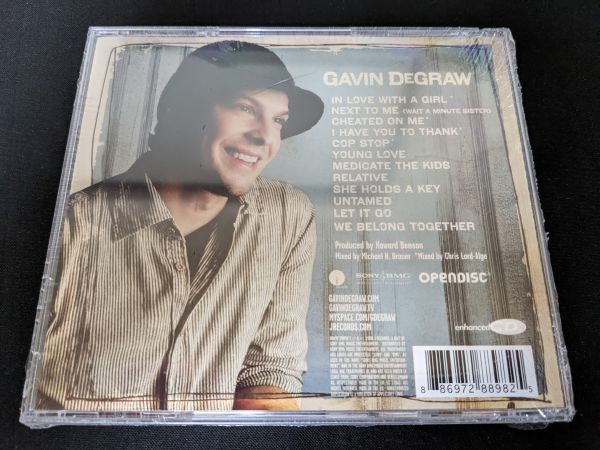 GAVIN DEGRAW
IN LOVE WITH A GIRL*
NEXT TO ME (WAIT A MINUTE SISTER)
CHEATED ON ME*
I HAVE YOU TO THANK*
COP STOP*
YOUNG LOVE
MEDICATE THE KIDS
RELATIVE
SHE HOLDS A KEY
UNTAMED
LET IT GO
WE BELONG TOGETHER
Produced by Howard Benson
Mixed by Michael H. Brauer *Mixed by Chris Lord-Alge
SONY BMG
OPENDISC
GAVINDEGRAW.COM
GAVINDEGRAW.TV
MYSPACE.COM/GDEGRAW
JRECORDS.COM
enhanced CD
8 86972 88982 5